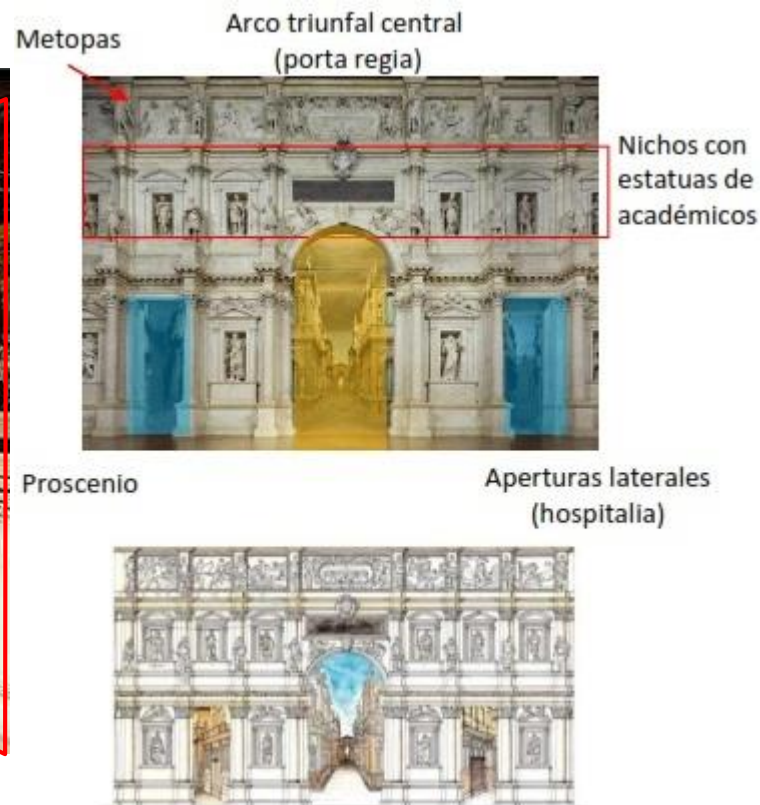 Metopas
Arco triunfal central
(porta regia)
Nichos con
estatuas de
académicos
Proscenio
Aperturas laterales
(hospitalia)